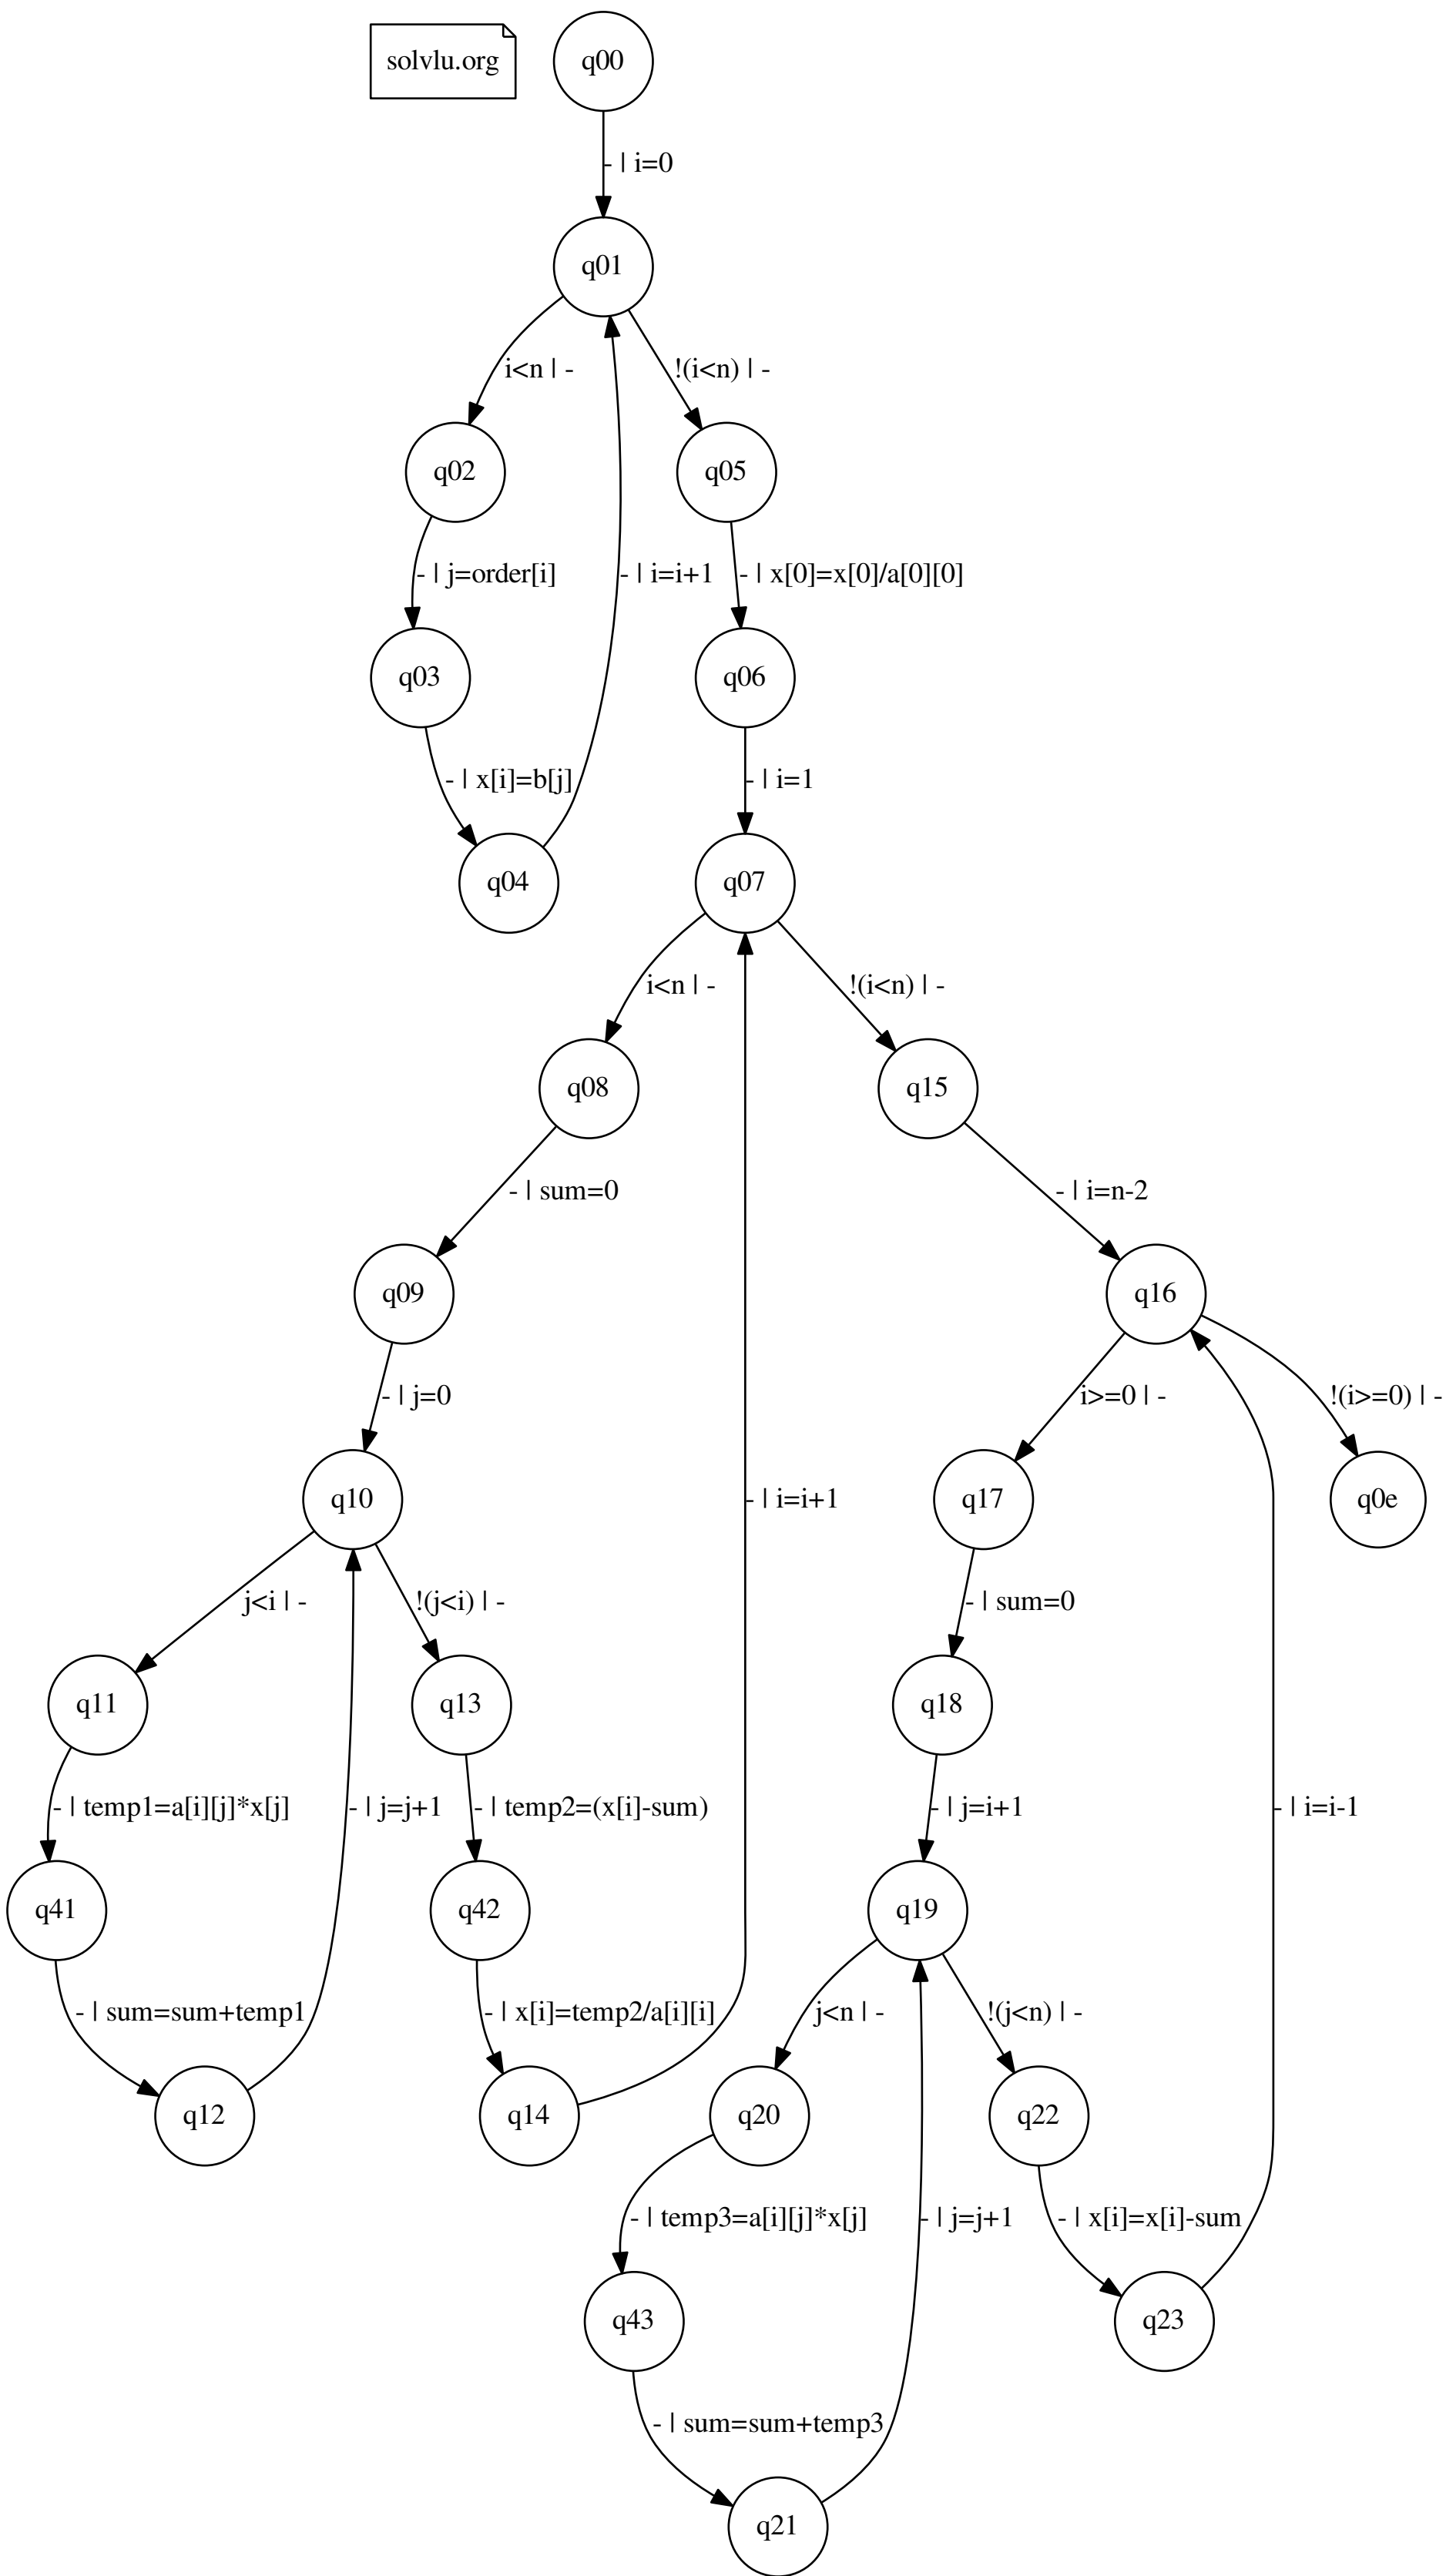 solvlu.org
q00
- | i=0
q01
i<n | -
!(i<n) | -
q02
q05
- | j=order[i]
- | i=i+1
- | x[0]=x[0]/a[0][0]
q03
q06
- | x[i]=b[j]
- | i=1
q04
q07
i<n | -
!(i<n) | -
q08
q15
- | sum=0
- | i=n-2
q09
q16
- | j=0
i>=0 | -
!(i>=0) | -
q10
- | i=i+1
q17
q0e
j<i | -
!(j<i) | -
- | sum=0
q11
q13
q18
- | temp1=a[i][j]*x[j]
- | j=j+1
- | temp2=(x[i]-sum)
- | j=i+1
- | i=i-1
q41
q42
q19
- | sum=sum+temp1
- | x[i]=temp2/a[i][i]
j<n | -
!(j<n) | -
q12
q14
q20
q22
- | temp3=a[i][j]*x[j]
- | j=j+1
- | x[i]=x[i]-sum
q43
q23
- | sum=sum+temp3
q21